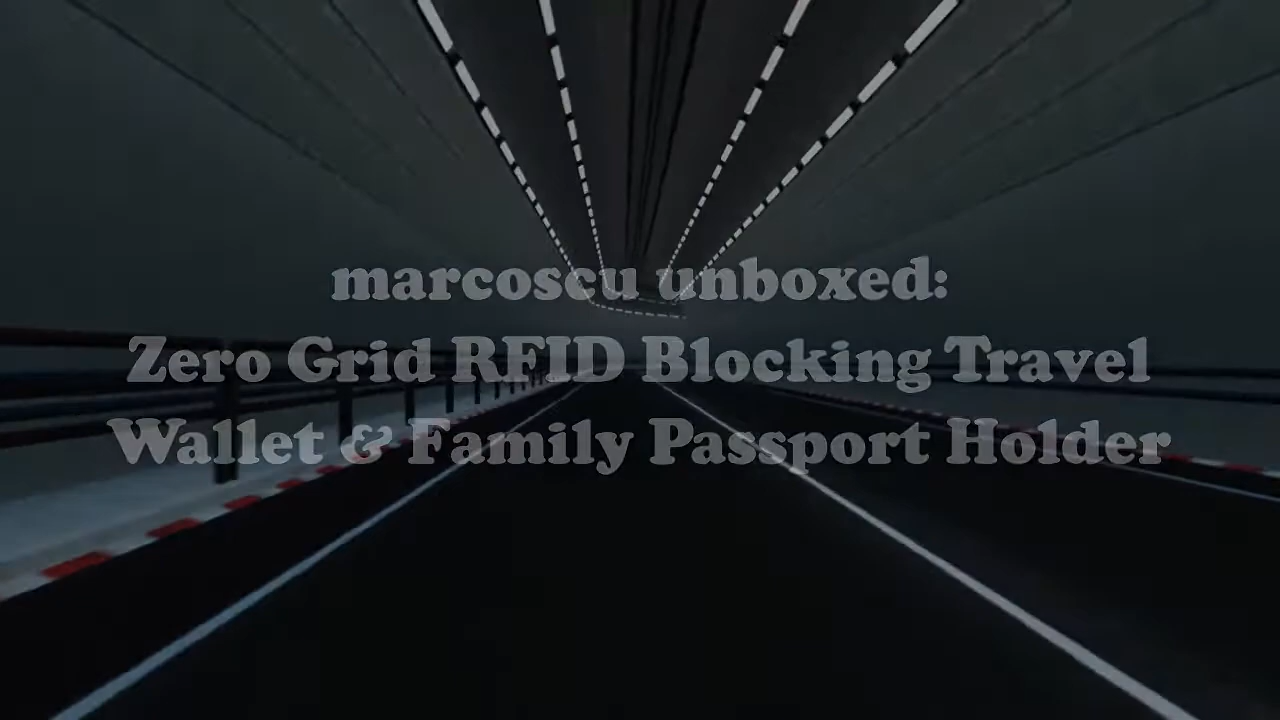 marcoscu unboxed:
Zero Grid RFID Blocking Travel
Wallet & Family Passport Holder